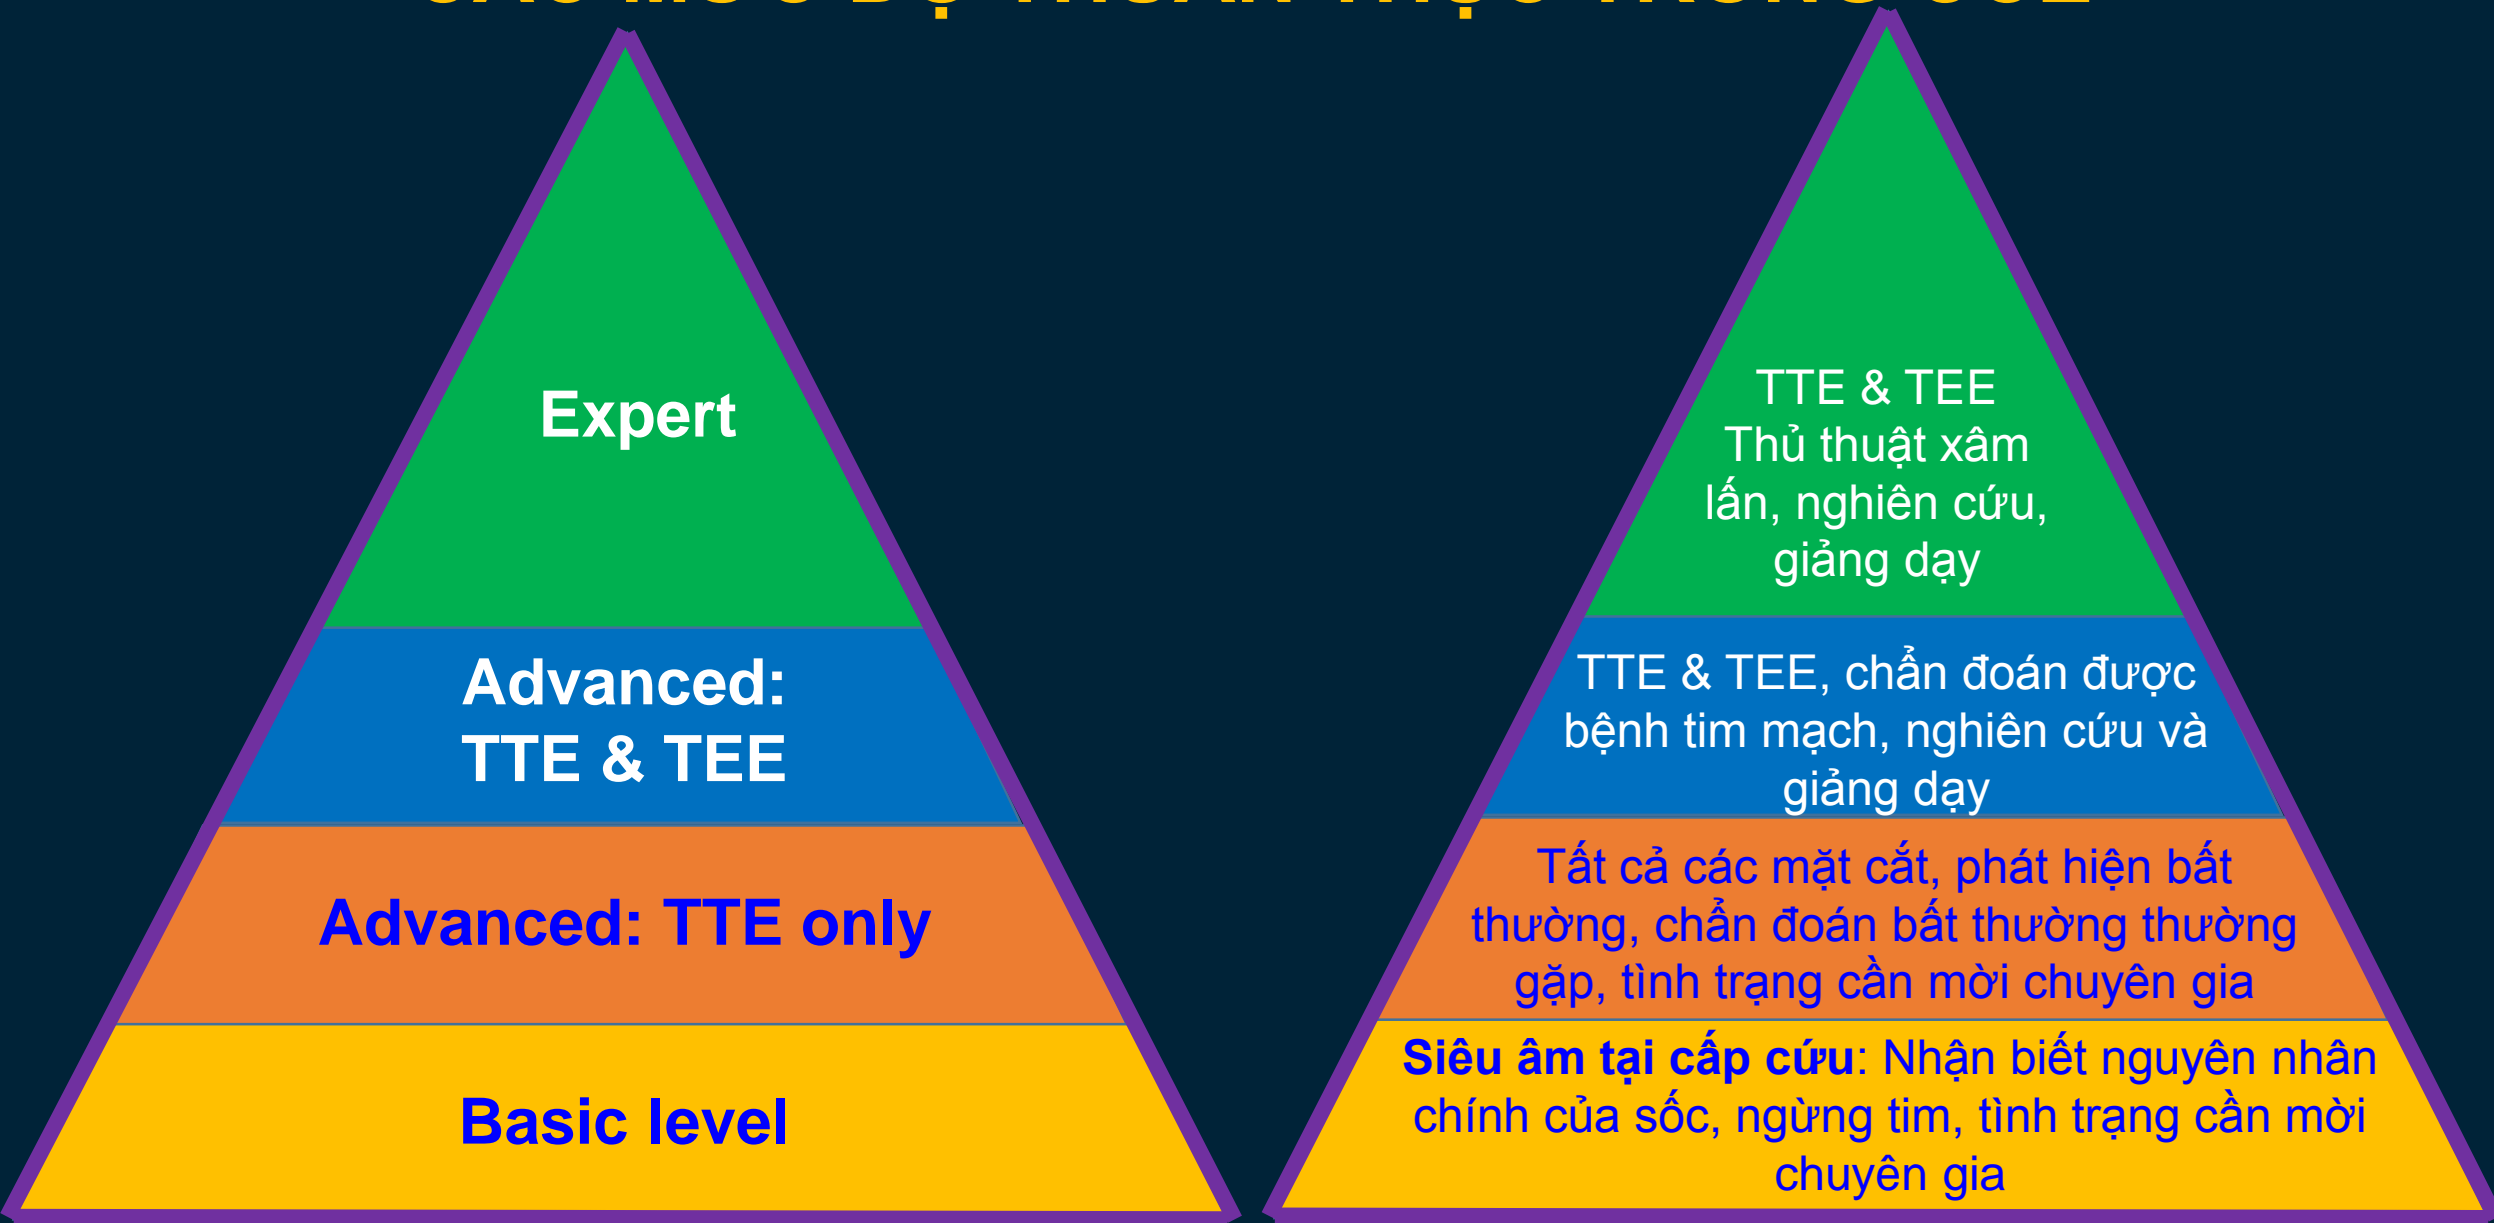 Expert
Advanced:
TTE & TEE
Advanced: TTE only
Basic level
TTE & TEE
Thủ thuật xâm
lấn, nghiên cứu,
giảng dạy
TTE & TEE, chẩn đoán được
bệnh tim mạch, nghiên cứu và
giảng dạy
Tất cả các mặt cắt, phát hiện bất
thường, chẩn đoán bất thường thường
gặp, tình trạng cần mời chuyên gia
Siêu âm tại cấp cứu: Nhận biết nguyên nhân
chính của sốc, ngừng tim, tình trạng cần mời
chuyên gia